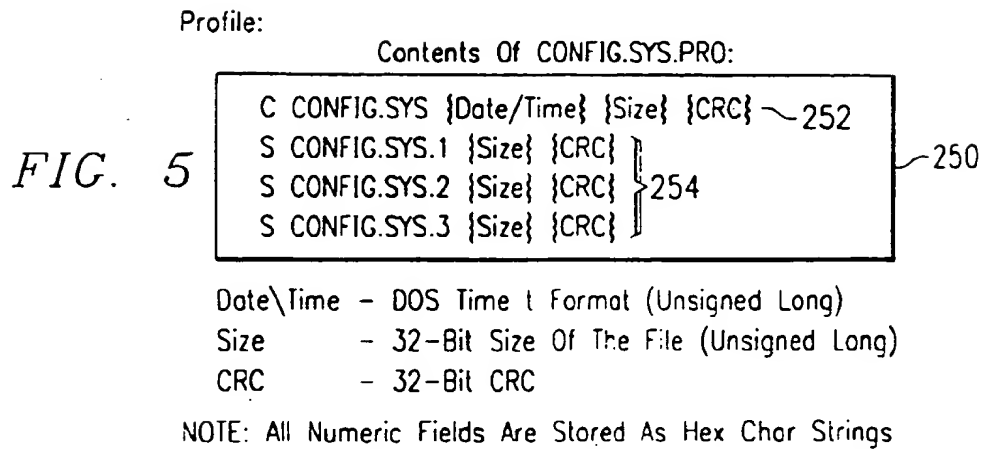 Profile:
Contents Of CONFIG.SYS.PRO:
C CONFIG.SYS {Date/Time} {Size} {CRC} 252
S CONFIG.SYS.1 {Size} {CRC}
S CONFIG.SYS.2 {Size} {CRC} 254
S CONFIG.SYS.3 {Size} {CRC}
250
FIG. 5
Date\Time - DOS Time t Format (Unsigned Long)
Size - 32-Bit Size Of The File (Unsigned Long)
CRC - 32-Bit CRC
NOTE: All Numeric Fields Are Stored As Hex Char Strings